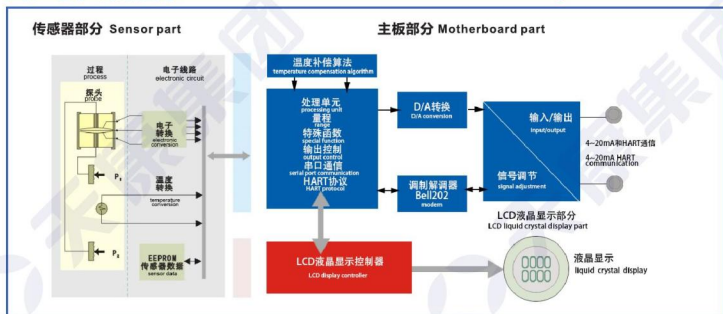 传感器部分 Sensor part
主板部分 Motherboard part
过程
process
电子线路
electronic circuit
探头
probe
电子
转换
electronic
conversion
温度
转换
temperature
conversion
EEPROM
传感器数据
sensor data
温度补偿算法
temperature compensation algorithm
处理单元
processing unit
量程
range
特殊函数
special function
输出控制
output control
串口通信
serial port communication
HART协议
HART protocol
D/A转换
D/A conversion
调制解调器
Bell202
modem
输入/输出
input/output
信号调节
signal adjustment
4~20mA和HART通信
4~20mA HART
communication
LCD液晶显示部分
LCD liquid crystal display part
LCD液晶显示控制器
LCD display controller
液晶显示
liquid crystal display
天康集团